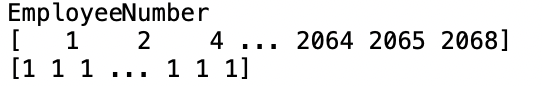 EmployeeNumber
[   1    2    4 ... 2064 2065 2068]
[1 1 1 ... 1 1 1]